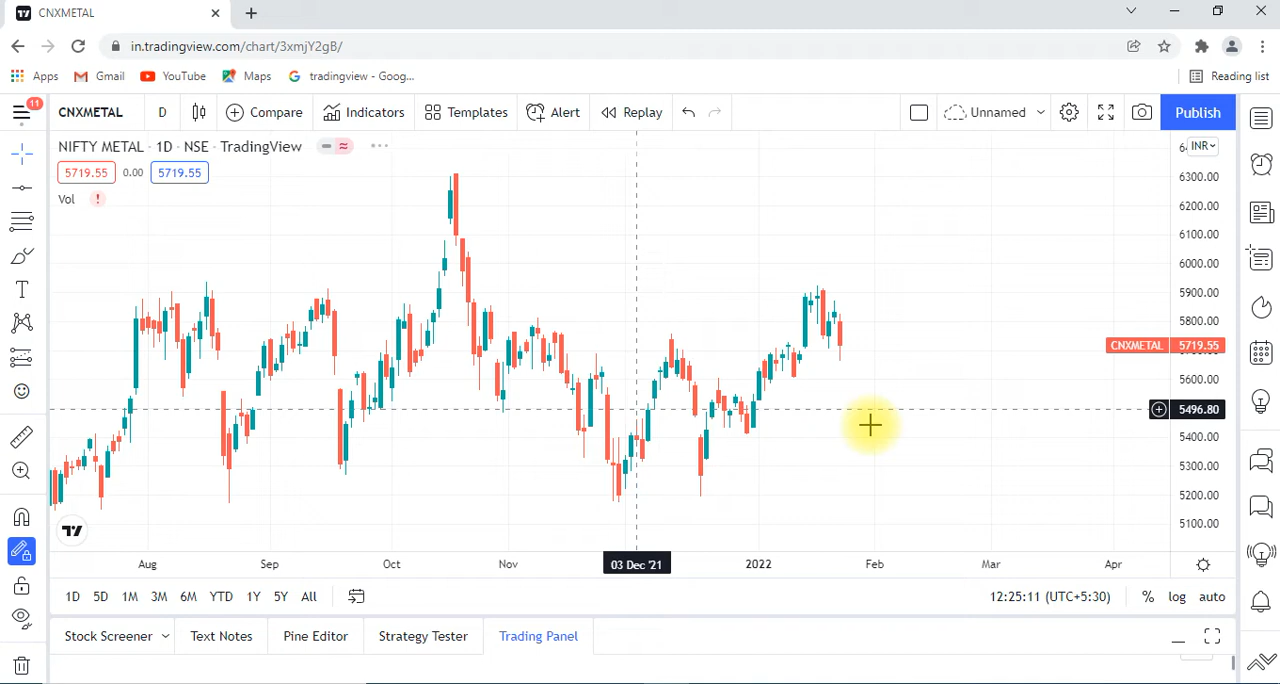 CNXMETAL
in.tradingview.com/chart/3xmjY2gB/
Apps Gmail YouTube Maps tradingview - Goog... Reading list
11
CNXMETAL D Compare Indicators Templates Alert Replay Unnamed Publish
NIFTY METAL · 1D · NSE · TradingView
INR
5719.55 0.00 5719.55
Vol
6300.00
6200.00
6100.00
6000.00
5900.00
5800.00
CNXMETAL 5719.55
5600.00
5496.80
5400.00
5300.00
5200.00
5100.00
Aug Sep Oct Nov 03 Dec '21 2022 Feb Mar Apr
1D 5D 1M 3M 6M YTD 1Y 5Y All 12:25:11 (UTC+5:30) % log auto
Stock Screener Text Notes Pine Editor Strategy Tester Trading Panel